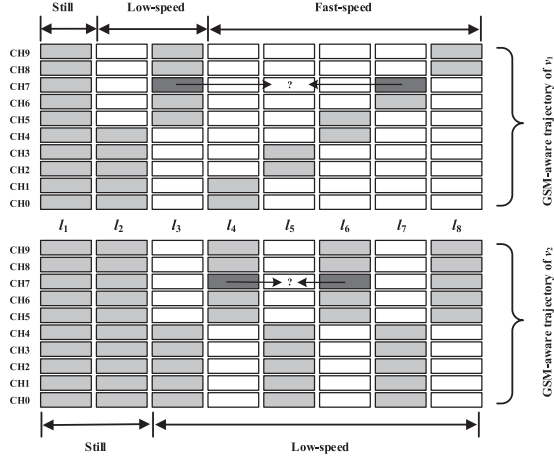 Still Low-speed Fast-speed
CH9
CH8
CH7 ?
CH6
CH5
CH4
CH3
CH2
CH1
CH0
GSM-aware trajectory of v1
l1 l2 l3 l4 l5 l6 l7 l8
CH9
CH8
CH7 ?
CH6
CH5
CH4
CH3
CH2
CH1
CH0
GSM-aware trajectory of v2
Still Low-speed